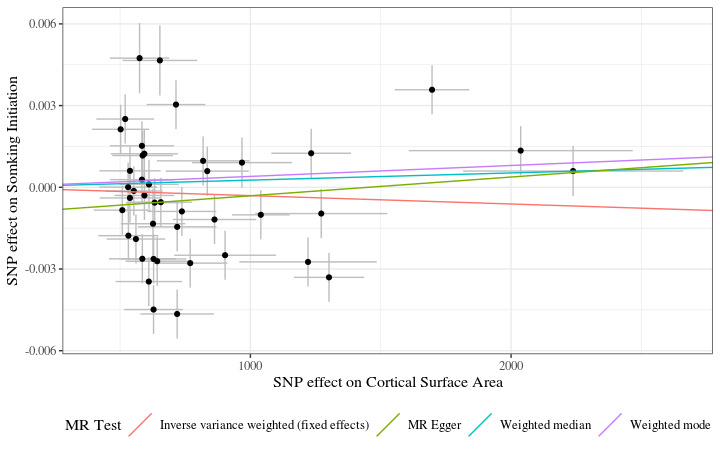 0.006
0.003
0.000
-0.003
-0.006
SNP effect on Somking Initiation
1000
2000
SNP effect on Cortical Surface Area
MR Test
Inverse variance weighted (fixed effects)
MR Egger
Weighted median
Weighted mode